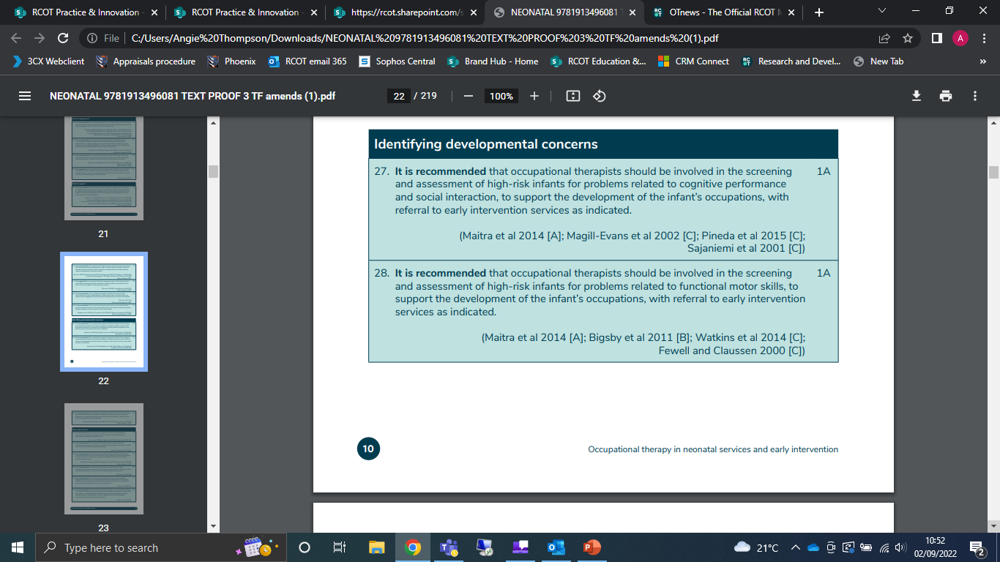 RCOT Practice & Innovation -
RCOT Practice & Innovation -
https://rcot.sharepoint.com/s
NEONATAL 9781913496081 T
OTnews - The Official RCOT M
File
C:/Users/Angie%20Thompson/Downloads/NEONATAL%209781913496081%20TEXT%20PROOF%203%20TF%20amends%20(1).pdf
A
3CX Webclient
Appraisals procedure
Phoenix
RCOT email 365
Sophos Central
Brand Hub - Home
RCOT Education &...
CRM Connect
Research and Devel...
New Tab
»
NEONATAL 9781913496081 TEXT PROOF 3 TF amends (1).pdf
22 / 219
100%
21
22
23
Identifying developmental concerns
27. It is recommended that occupational therapists should be involved in the screening 1A
and assessment of high-risk infants for problems related to cognitive performance
and social interaction, to support the development of the infant's occupations, with
referral to early intervention services as indicated.
(Maitra et al 2014 [A]; Magill-Evans et al 2002 [C]; Pineda et al 2015 [C];
Sajaniemi et al 2001 [C])
28. It is recommended that occupational therapists should be involved in the screening 1A
and assessment of high-risk infants for problems related to functional motor skills, to
support the development of the infant's occupations, with referral to early intervention
services as indicated.
(Maitra et al 2014 [A]; Bigsby et al 2011 [B]; Watkins et al 2014 [C];
Fewell and Claussen 2000 [C])
10
Occupational therapy in neonatal services and early intervention
Type here to search
21°C
10:52
02/09/2022
2